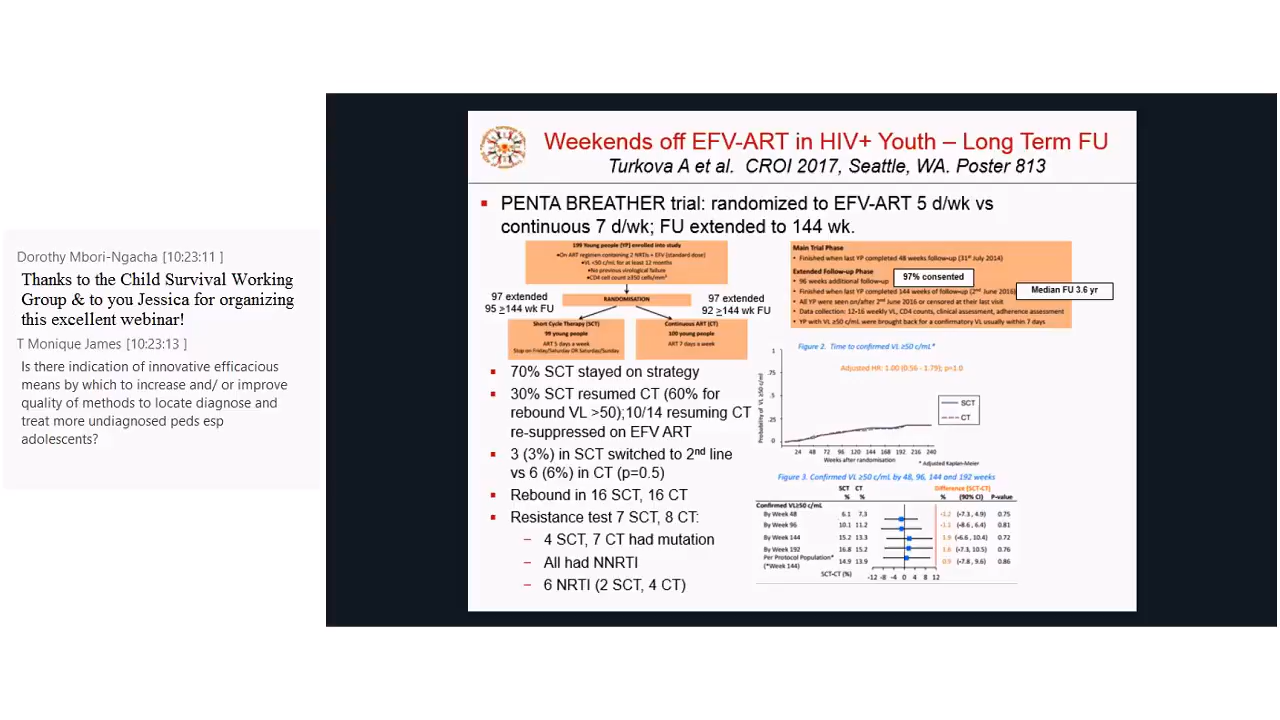 Dorothy Mbori-Ngacha [10:23:11 ]
Thanks to the Child Survival Working
Group & to you Jessica for organizing
this excellent webinar!
T Monique James [10:23:13 ]
Is there indication of innovative efficacious
means by which to increase and/ or improve
quality of methods to locate diagnose and
treat more undiagnosed peds esp
adolescents?
Weekends off EFV-ART in HIV+ Youth – Long Term FU
Turkova A et al. CROI 2017, Seattle, WA. Poster 813
PENTA BREATHER trial: randomized to EFV-ART 5 d/wk vs
continuous 7 d/wk; FU extended to 144 wk.
199 Young people (YP) enrolled into study
•On ART regimen containing 2 NRTIs + EFV (standard dose)
•VL <50 c/mL for at least 12 months
•No previous virological failure
•CD4 cell count ≥350 cells/mm³
97 extended
95 >144 wk FU
RANDOMISATION
97 extended
92 >144 wk FU
Short Cycle Therapy (SCT)
99 young people
ART 5 days a week
Stop on Friday/Saturday OR Saturday/Sunday
Continuous ART (CT)
100 young people
ART 7 days a week
Main Trial Phase
• Finished when last YP completed 48 weeks follow-up (31st July 2014)
Extended Follow-up Phase
97% consented
• 96 weeks additional follow-up
• Finished when last YP completed 144 weeks of follow-up (2nd June 2016)
Median FU 3.6 yr
• All YP were seen on/after 2nd June 2016 or censored at their last visit
• Data collection: 12-16 weekly VL, CD4 counts, clinical assessment, adherence assessment
• YP with VL ≥50 c/mL were brought back for a confirmatory VL usually within 7 days
70% SCT stayed on strategy
30% SCT resumed CT (60% for
rebound VL >50);10/14 resuming CT
re-suppressed on EFV ART
3 (3%) in SCT switched to 2nd line
vs 6 (6%) in CT (p=0.5)
Rebound in 16 SCT, 16 CT
Resistance test 7 SCT, 8 CT:
– 4 SCT, 7 CT had mutation
– All had NNRTI
– 6 NRTI (2 SCT, 4 CT)
Figure 2. Time to confirmed VL ≥50 c/mL*
Adjusted HR: 1.00 (0.56 - 1.79); p=1.0
Probability of VL ≥50 c/ml
1
.75
.5
.25
0
SCT
CT
24 48 72 96 120 144 168 192 216 240
Weeks after randomisation
* Adjusted Kaplan-Meier
Figure 3. Confirmed VL ≥50 c/mL by 48, 96, 144 and 192 weeks
SCT CT Difference (SCT-CT)
% % % (90% CI) P-value
Confirmed VL≥50 c/mL
By Week 48 6.1 7.3 -1.2 (-7.3, 4.9) 0.75
By Week 96 10.1 11.2 -1.1 (-8.6, 6.4) 0.81
By Week 144 15.2 13.3 1.9 (-6.6, 10.4) 0.72
By Week 192 16.8 15.2 1.6 (-7.3, 10.5) 0.76
Per Protocol Population*
(*Week 144) 14.9 13.9 0.9 (-7.8, 9.6) 0.86
SCT-CT (%) -12 -8 -4 0 4 8 12